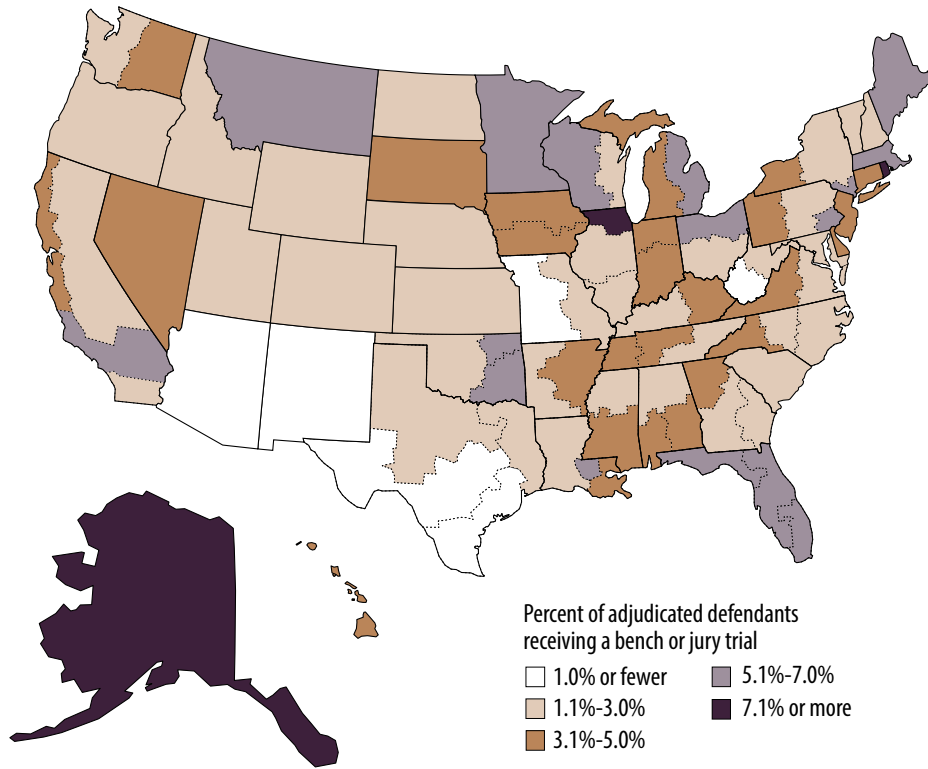 Percent of adjudicated defendants
receiving a bench or jury trial
1.0% or fewer
1.1%-3.0%
3.1%-5.0%
5.1%-7.0%
7.1% or more